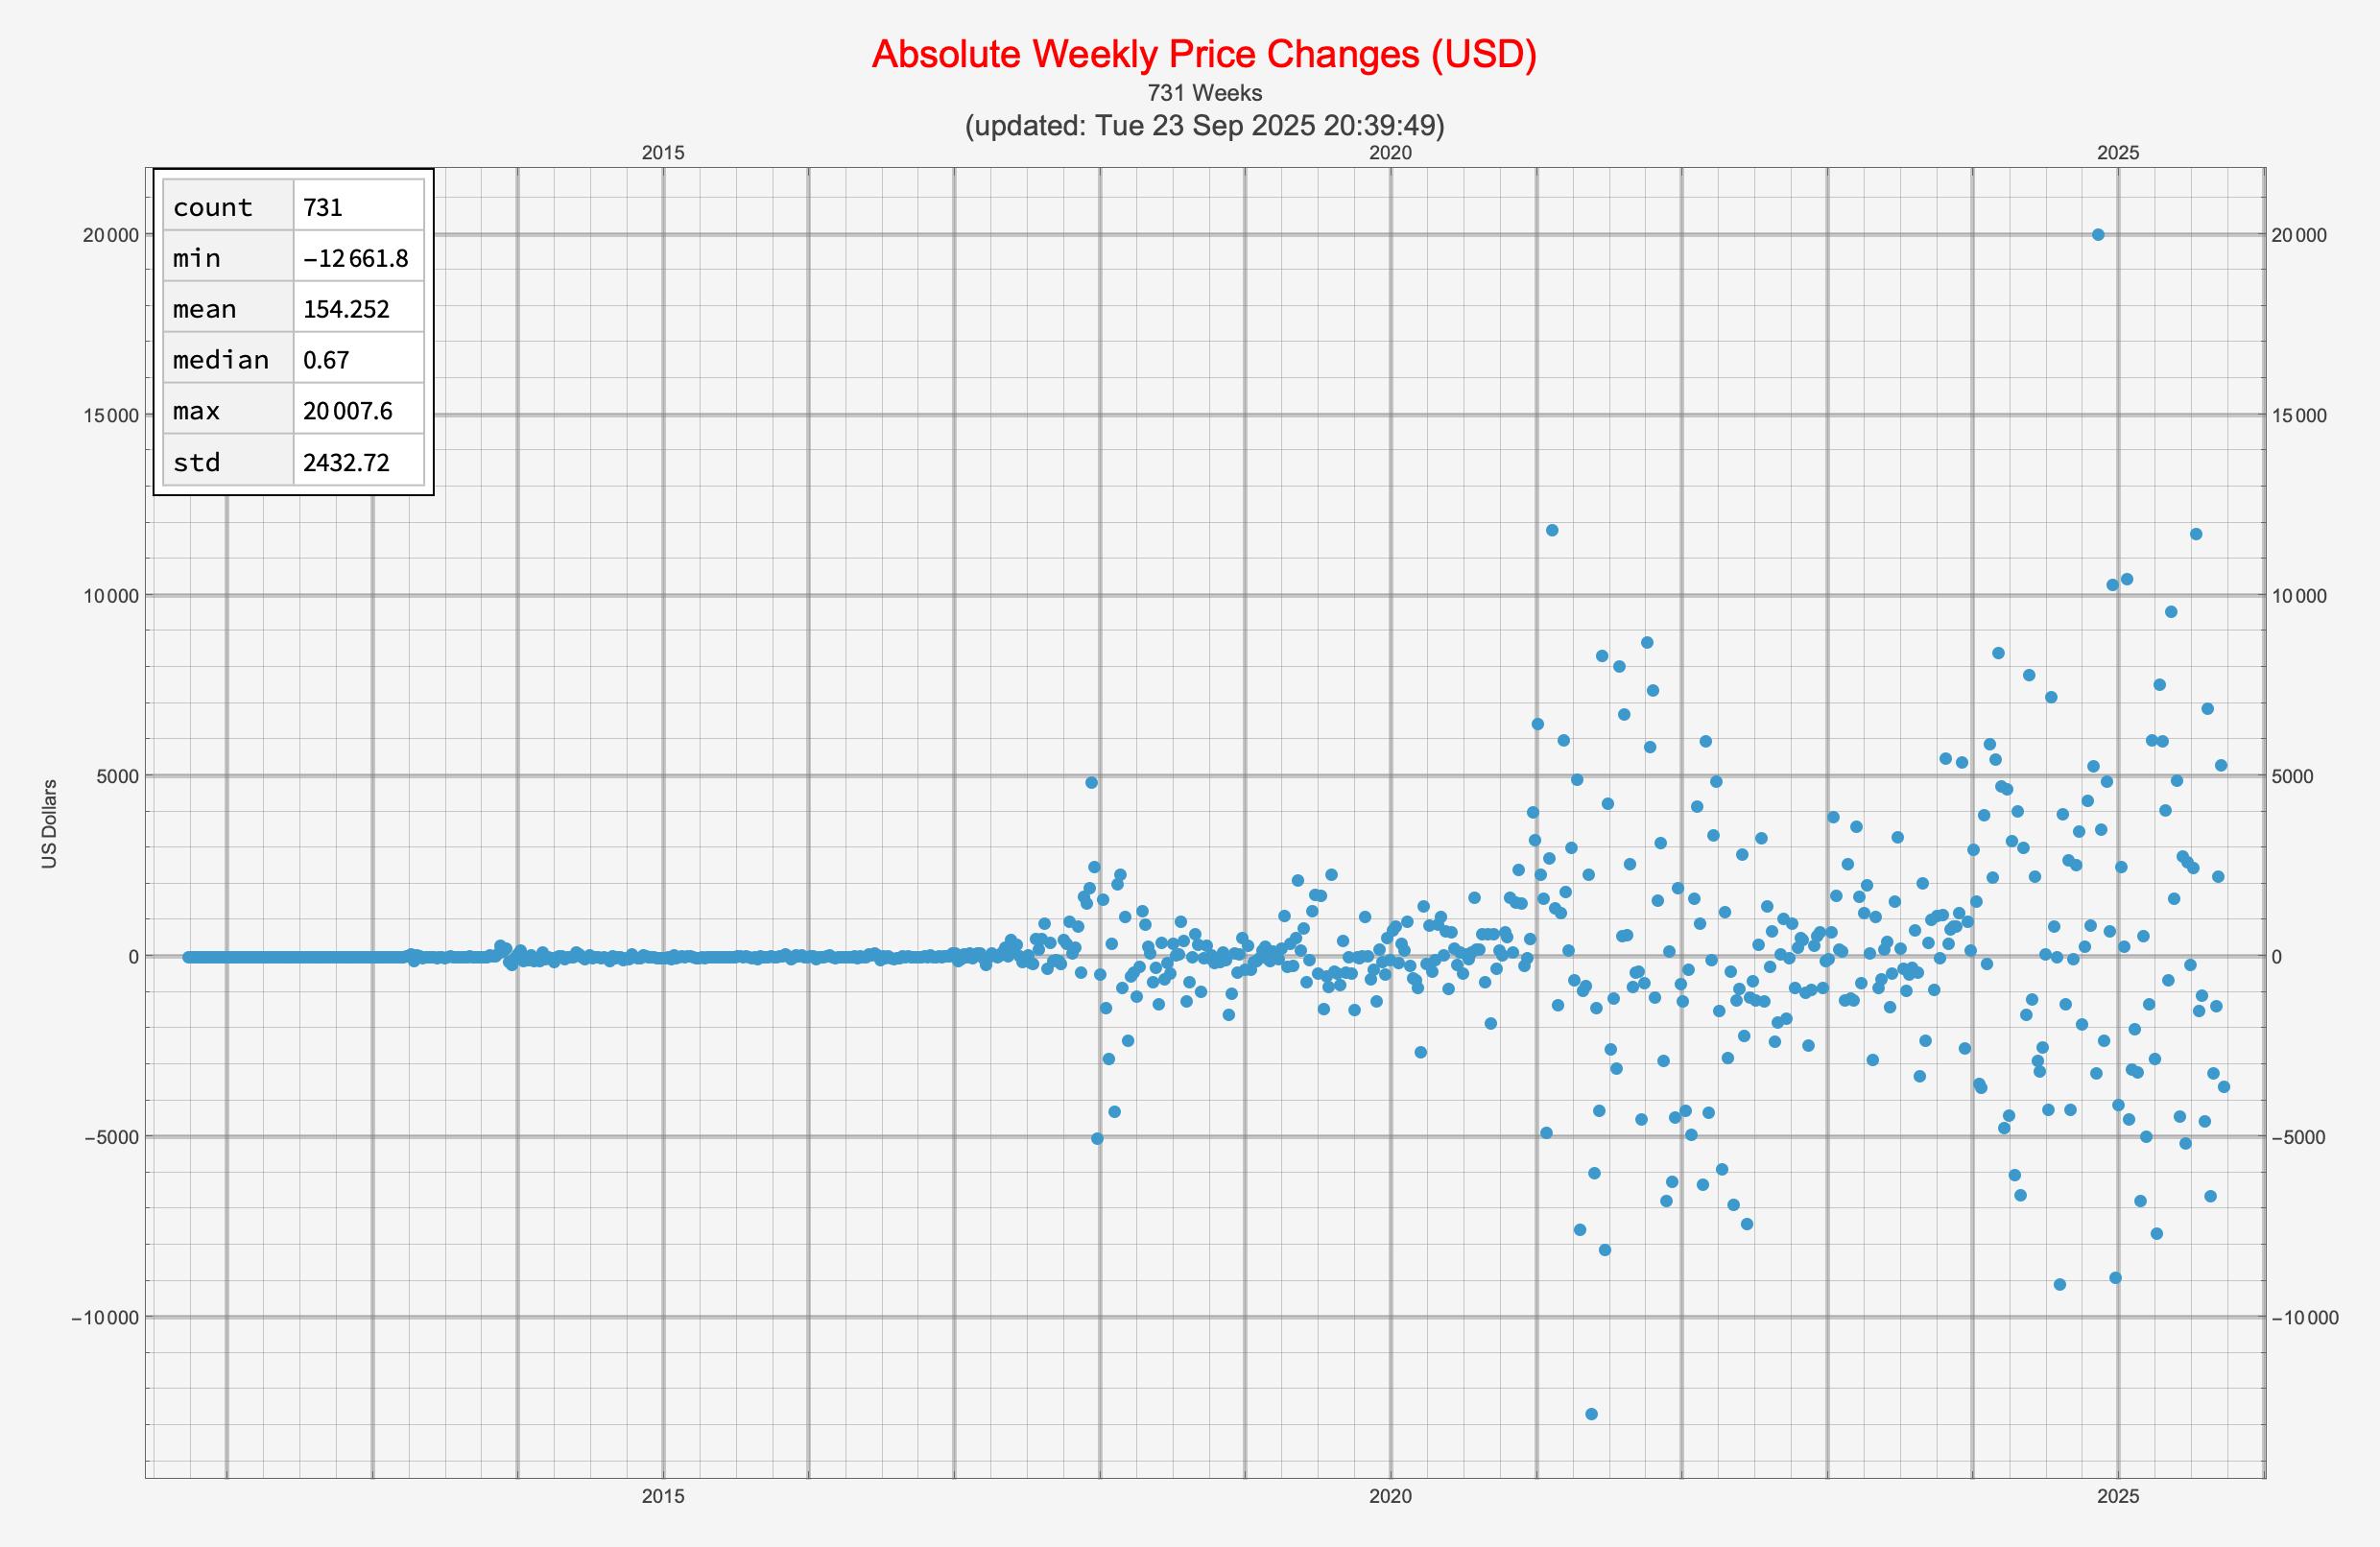 Absolute Weekly Price Changes (USD)
731 Weeks
(updated: Tue 23 Sep 2025 20:39:49)
2015 2020 2025
count 731
min −12 661.8
mean 154.252
median 0.67
max 20 007.6
std 2432.72
20 000 20 000
15 000 15 000
10 000 10 000
5000 5000
US Dollars
0 0
−5000 −5000
−10 000 −10 000
2015 2020 2025